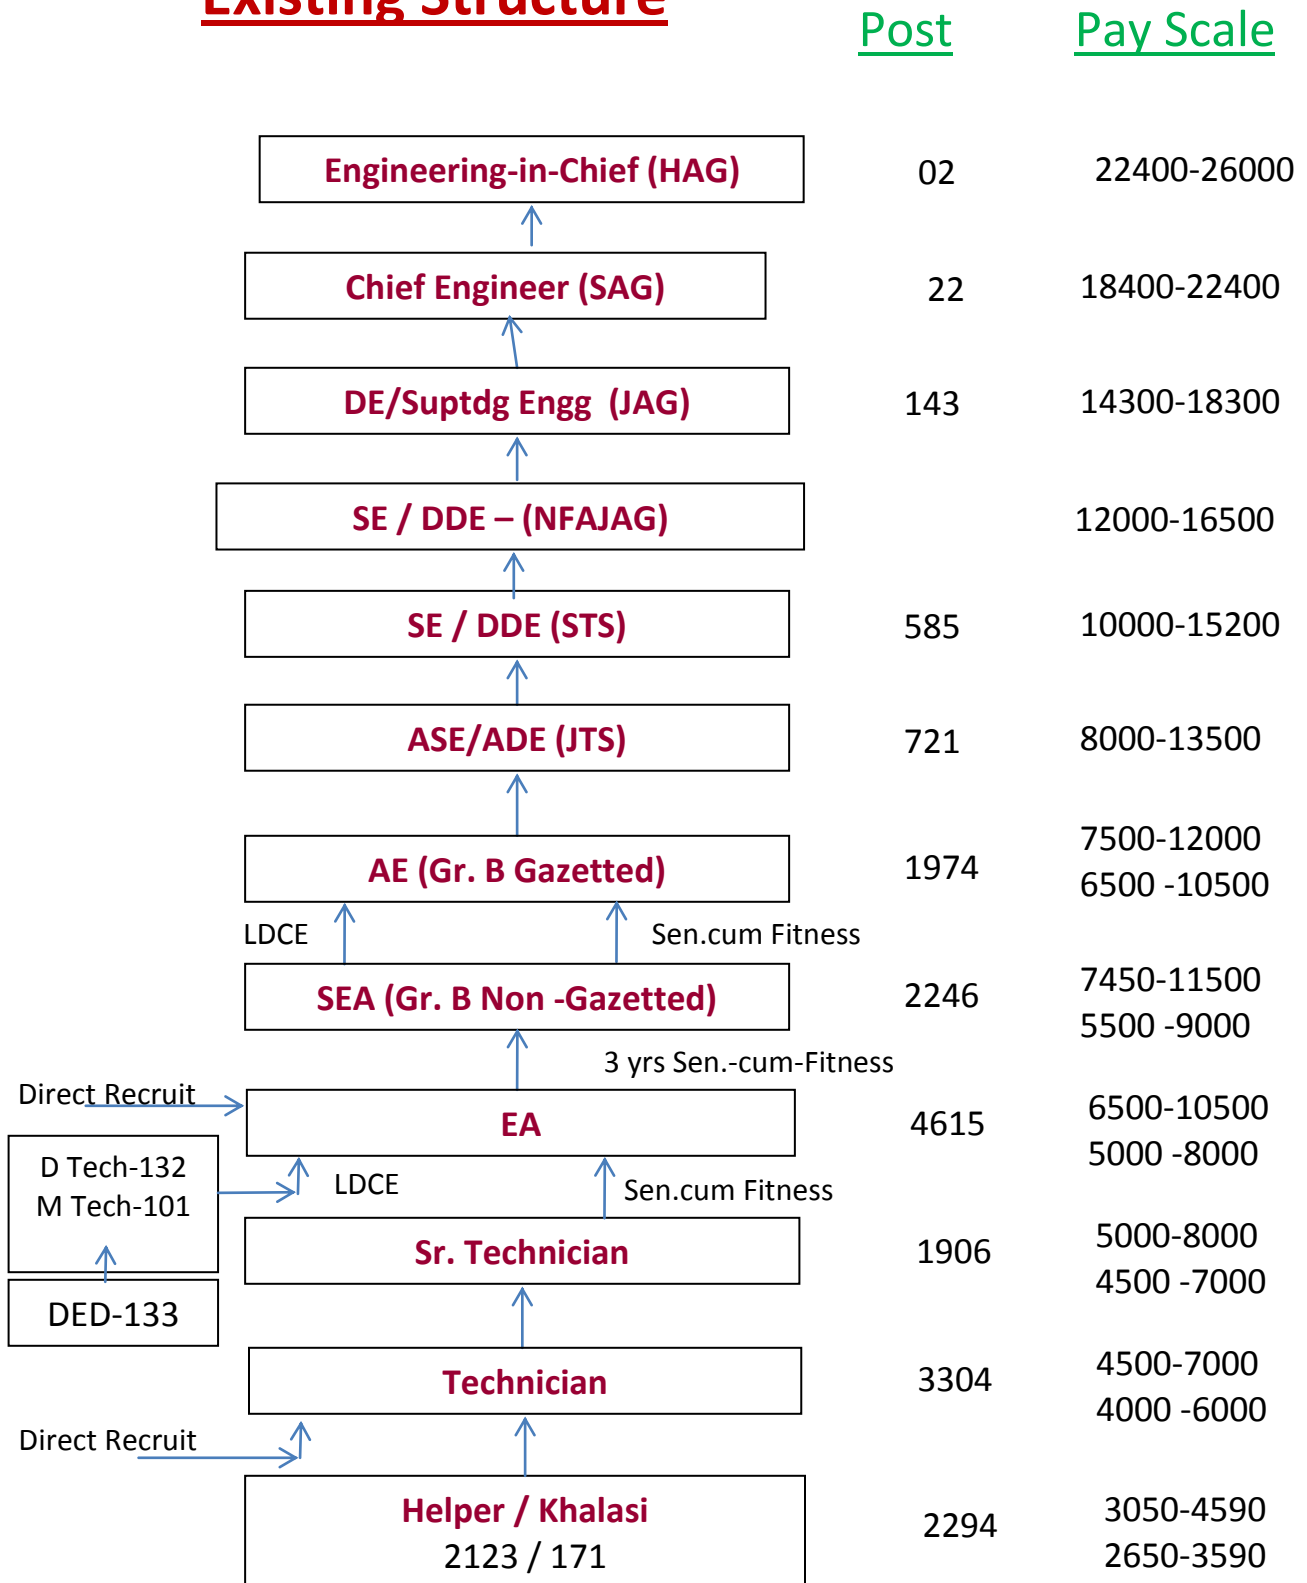 Existing Structure
Post
Pay Scale
Engineering-in-Chief (HAG)
02
22400-26000
Chief Engineer (SAG)
22
18400-22400
DE/Suptdg Engg  (JAG)
143
14300-18300
SE / DDE – (NFAJAG)
12000-16500
SE / DDE (STS)
585
10000-15200
ASE/ADE (JTS)
721
8000-13500
AE (Gr. B Gazetted)
1974
7500-12000
6500 -10500
LDCE
Sen.cum Fitness
SEA (Gr. B Non -Gazetted)
2246
7450-11500
5500 -9000
3 yrs Sen.-cum-Fitness
Direct Recruit
EA
4615
6500-10500
5000 -8000
D Tech-132
M Tech-101
LDCE
Sen.cum Fitness
Sr. Technician
1906
5000-8000
4500 -7000
DED-133
Technician
3304
4500-7000
4000 -6000
Direct Recruit
Helper / Khalasi
2123 / 171
2294
3050-4590
2650-3590